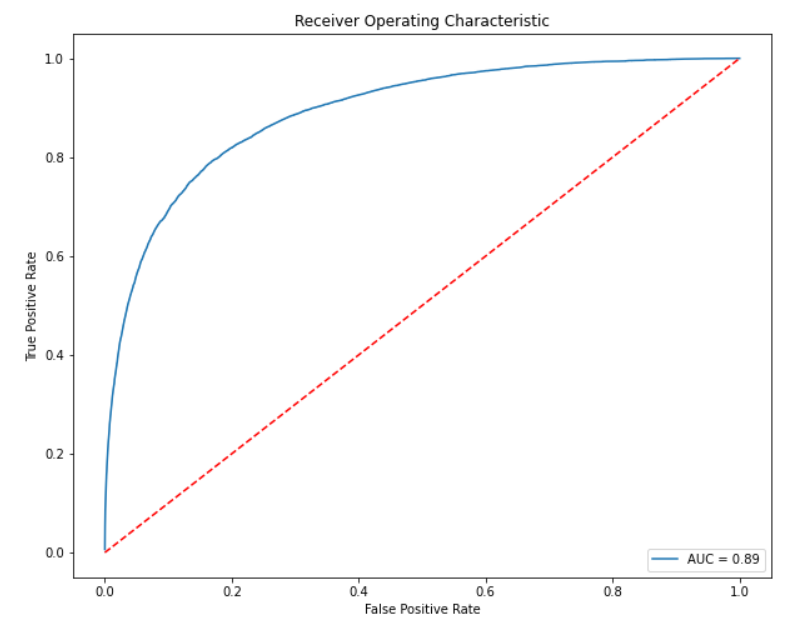 Receiver Operating Characteristic
1.0
0.8
0.6
0.4
0.2
0.0
True Positive Rate
AUC = 0.89
0.0 0.2 0.4 0.6 0.8 1.0
False Positive Rate